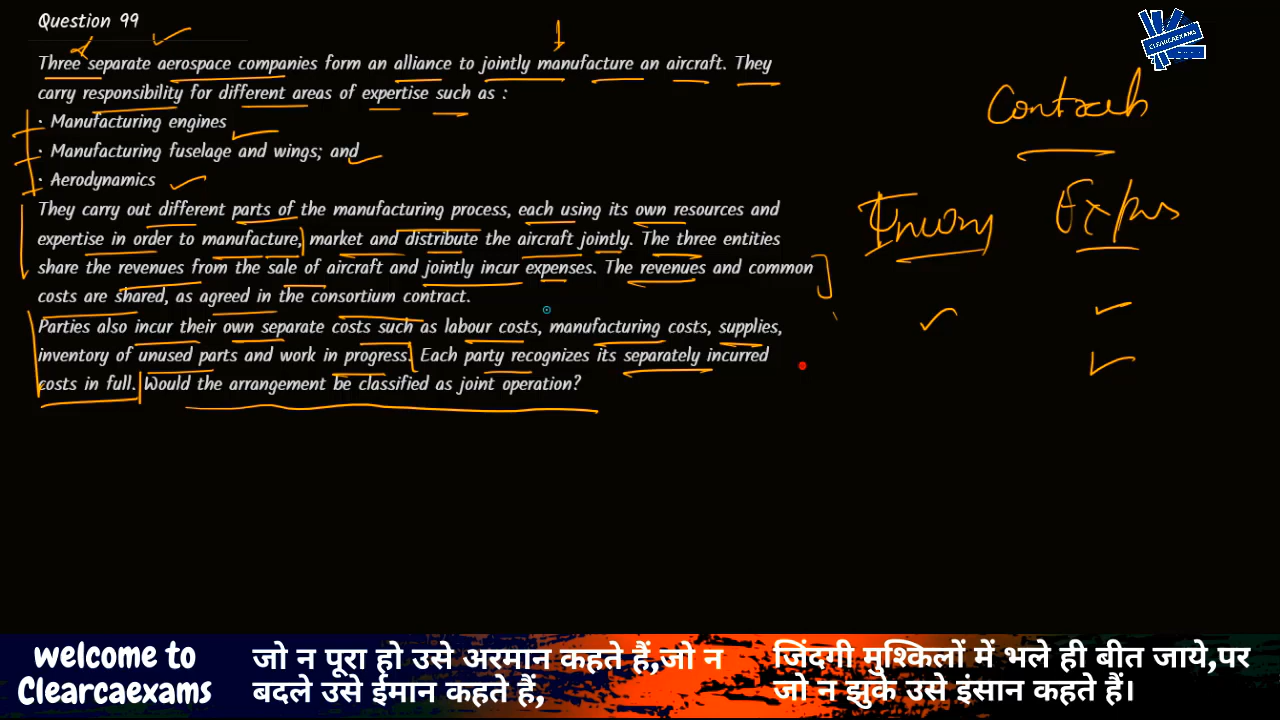 Question 99
CLEARCAEXAMS
Three separate aerospace companies form an alliance to jointly manufacture an aircraft. They
carry responsibility for different areas of expertise such as :
· Manufacturing engines
· Manufacturing fuselage and wings; and
· Aerodynamics
They carry out different parts of the manufacturing process, each using its own resources and
expertise in order to manufacture, market and distribute the aircraft jointly. The three entities
share the revenues from the sale of aircraft and jointly incur expenses. The revenues and common
costs are shared, as agreed in the consortium contract.
Parties also incur their own separate costs such as labour costs, manufacturing costs, supplies,
inventory of unused parts and work in progress. Each party recognizes its separately incurred
costs in full. Would the arrangement be classified as joint operation?
welcome to
Clearcaexams
जो न पूरा हो उसे अरमान कहते हैं,जो न
बदले उसे ईमान कहते हैं,
जिंदगी मुश्किलों में भले ही बीत जाये,पर
जो न झुके उसे इंसान कहते हैं।